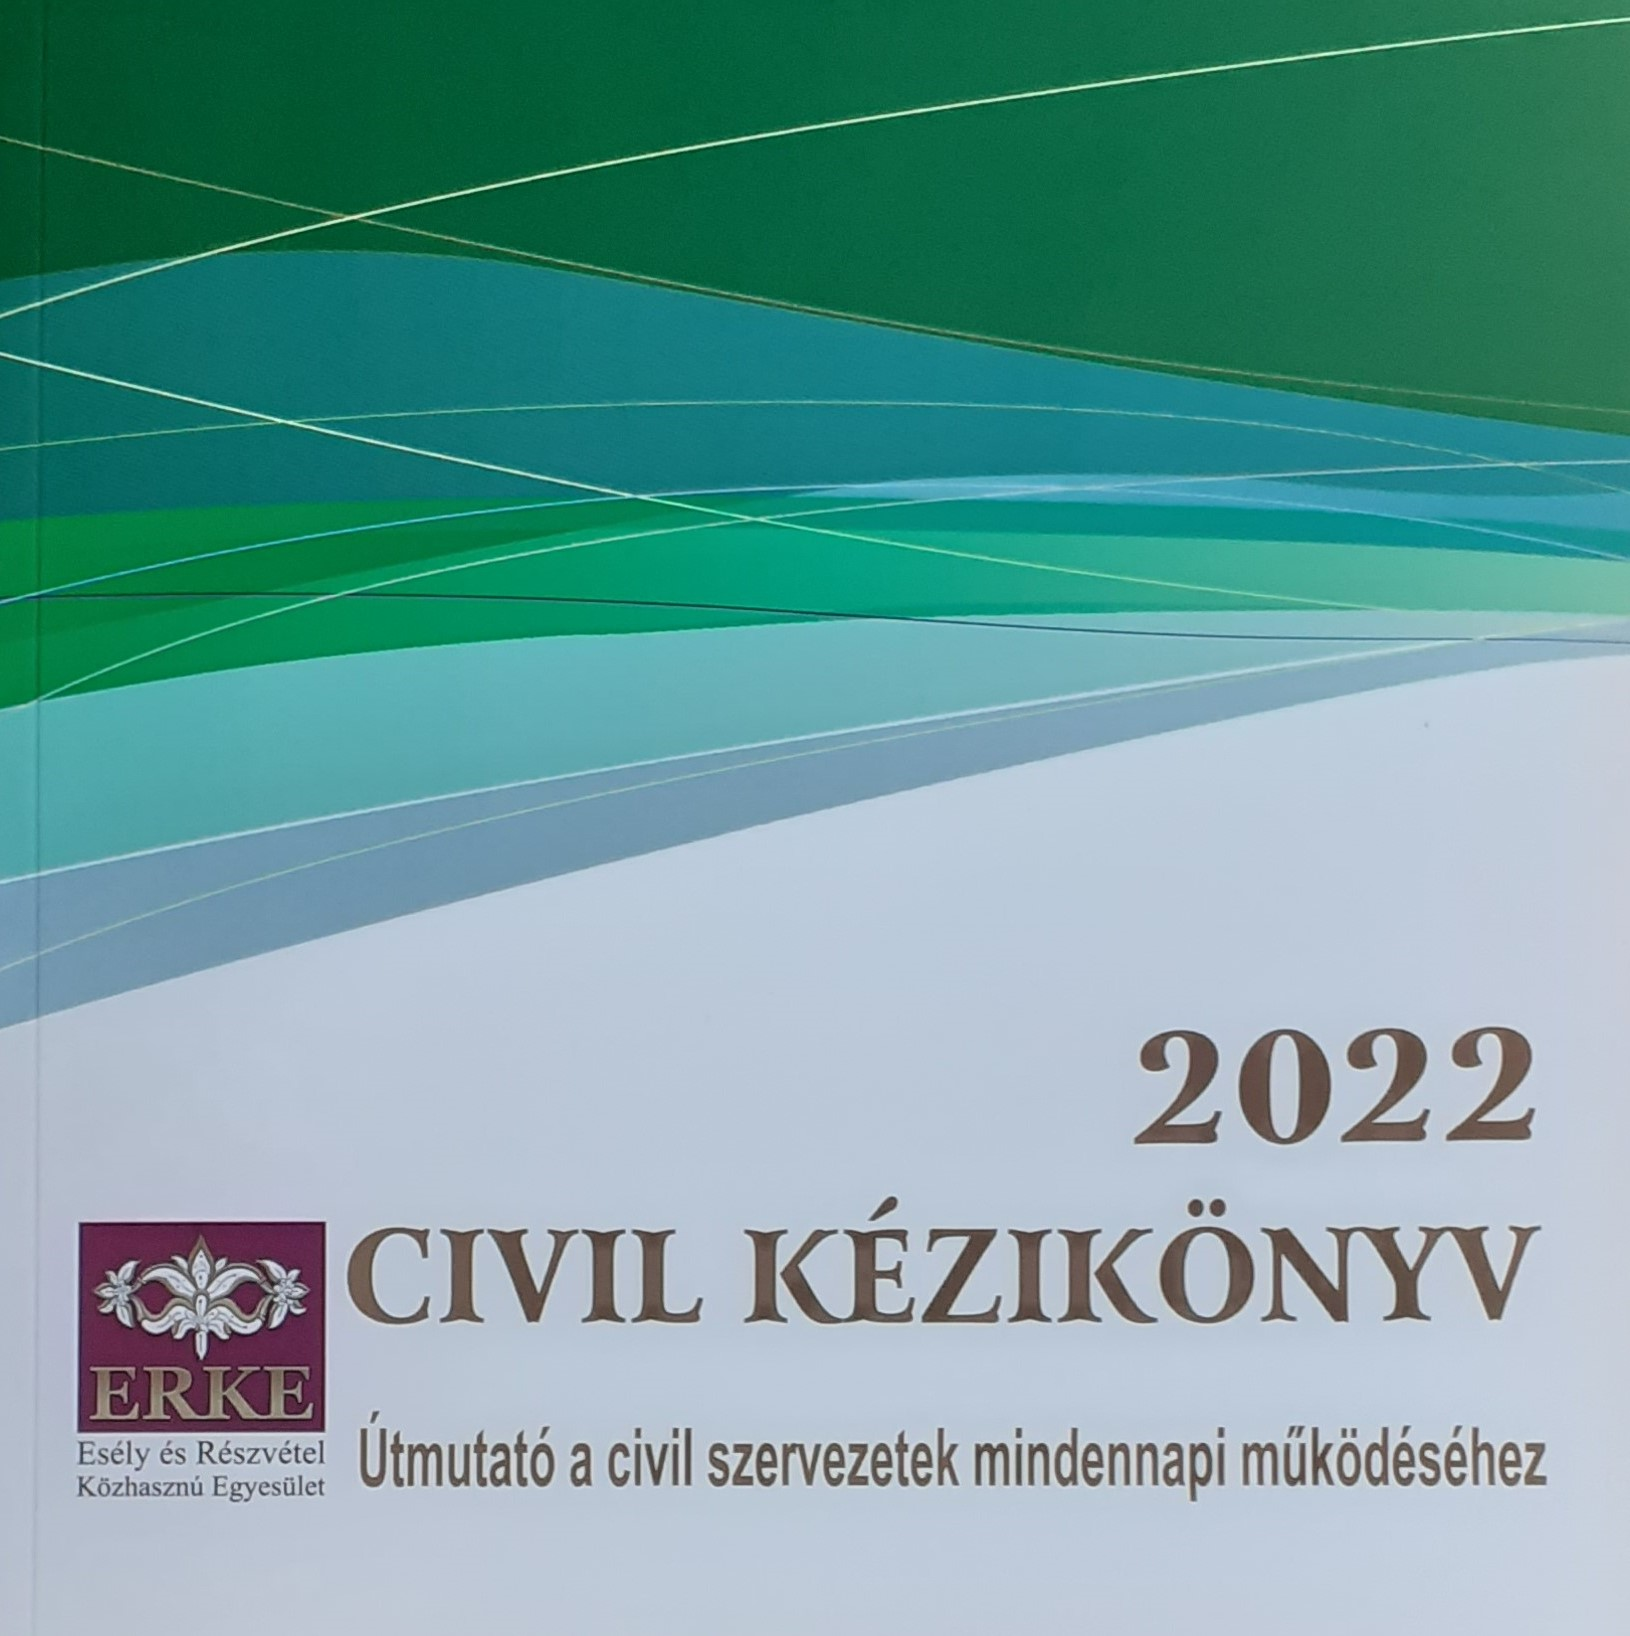 2022
CIVIL KÉZIKÖNYV
ERKE
Esély és Részvétel
Közhasznú Egyesület
Útmutató a civil szervezetek mindennapi működéséhez